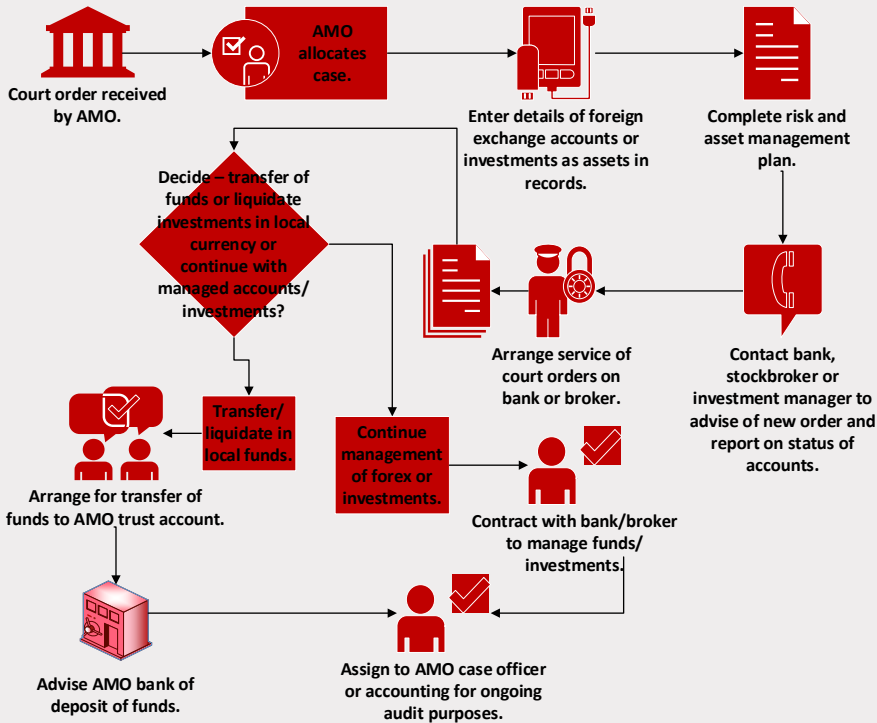 Court order received
by AMO.
AMO
allocates
case.
Enter details of foreign
exchange accounts or
investments as assets in
records.
Complete risk and
asset management
plan.
Contact bank,
stockbroker or
investment manager to
advise of new order and
report on status of
accounts.
Arrange service of
court orders on
bank or broker.
Decide – transfer of
funds or liquidate
investments in local
currency or
continue with
managed accounts/
investments?
Transfer/
liquidate in
local funds.
Arrange for transfer of
funds to AMO trust account.
Advise AMO bank of
deposit of funds.
Continue
management
of forex or
investments.
Contract with bank/broker
to manage funds/
investments.
Assign to AMO case officer
or accounting for ongoing
audit purposes.